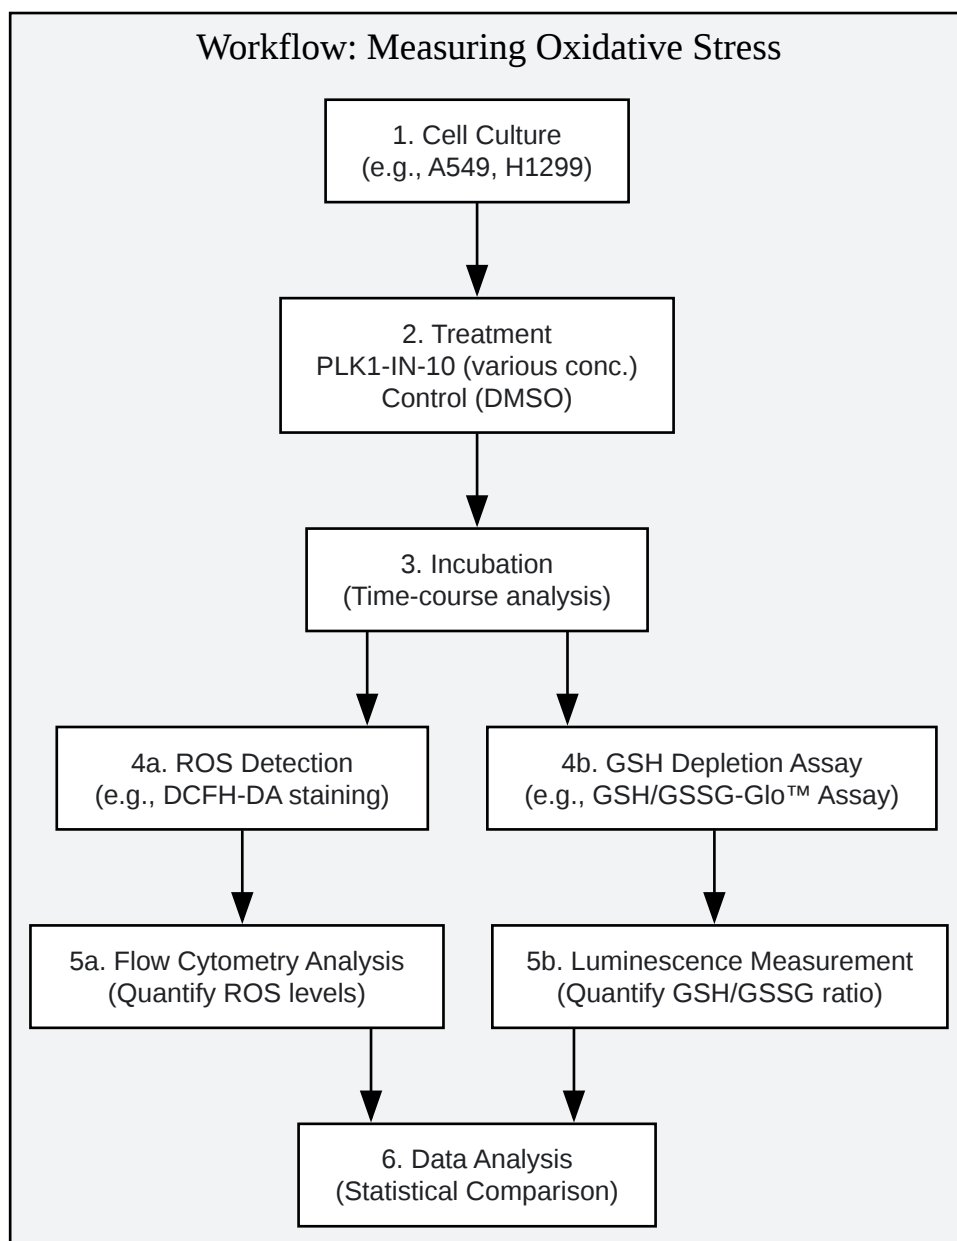 Workflow: Measuring Oxidative Stress
1. Cell Culture
(e.g., A549, H1299)
2. Treatment
PLK1-IN-10 (various conc.)
Control (DMSO)
3. Incubation
(Time-course analysis)
4a. ROS Detection
(e.g., DCFH-DA staining)
4b. GSH Depletion Assay
(e.g., GSH/GSSG-Glo™ Assay)
5a. Flow Cytometry Analysis
(Quantify ROS levels)
5b. Luminescence Measurement
(Quantify GSH/GSSG ratio)
6. Data Analysis
(Statistical Comparison)